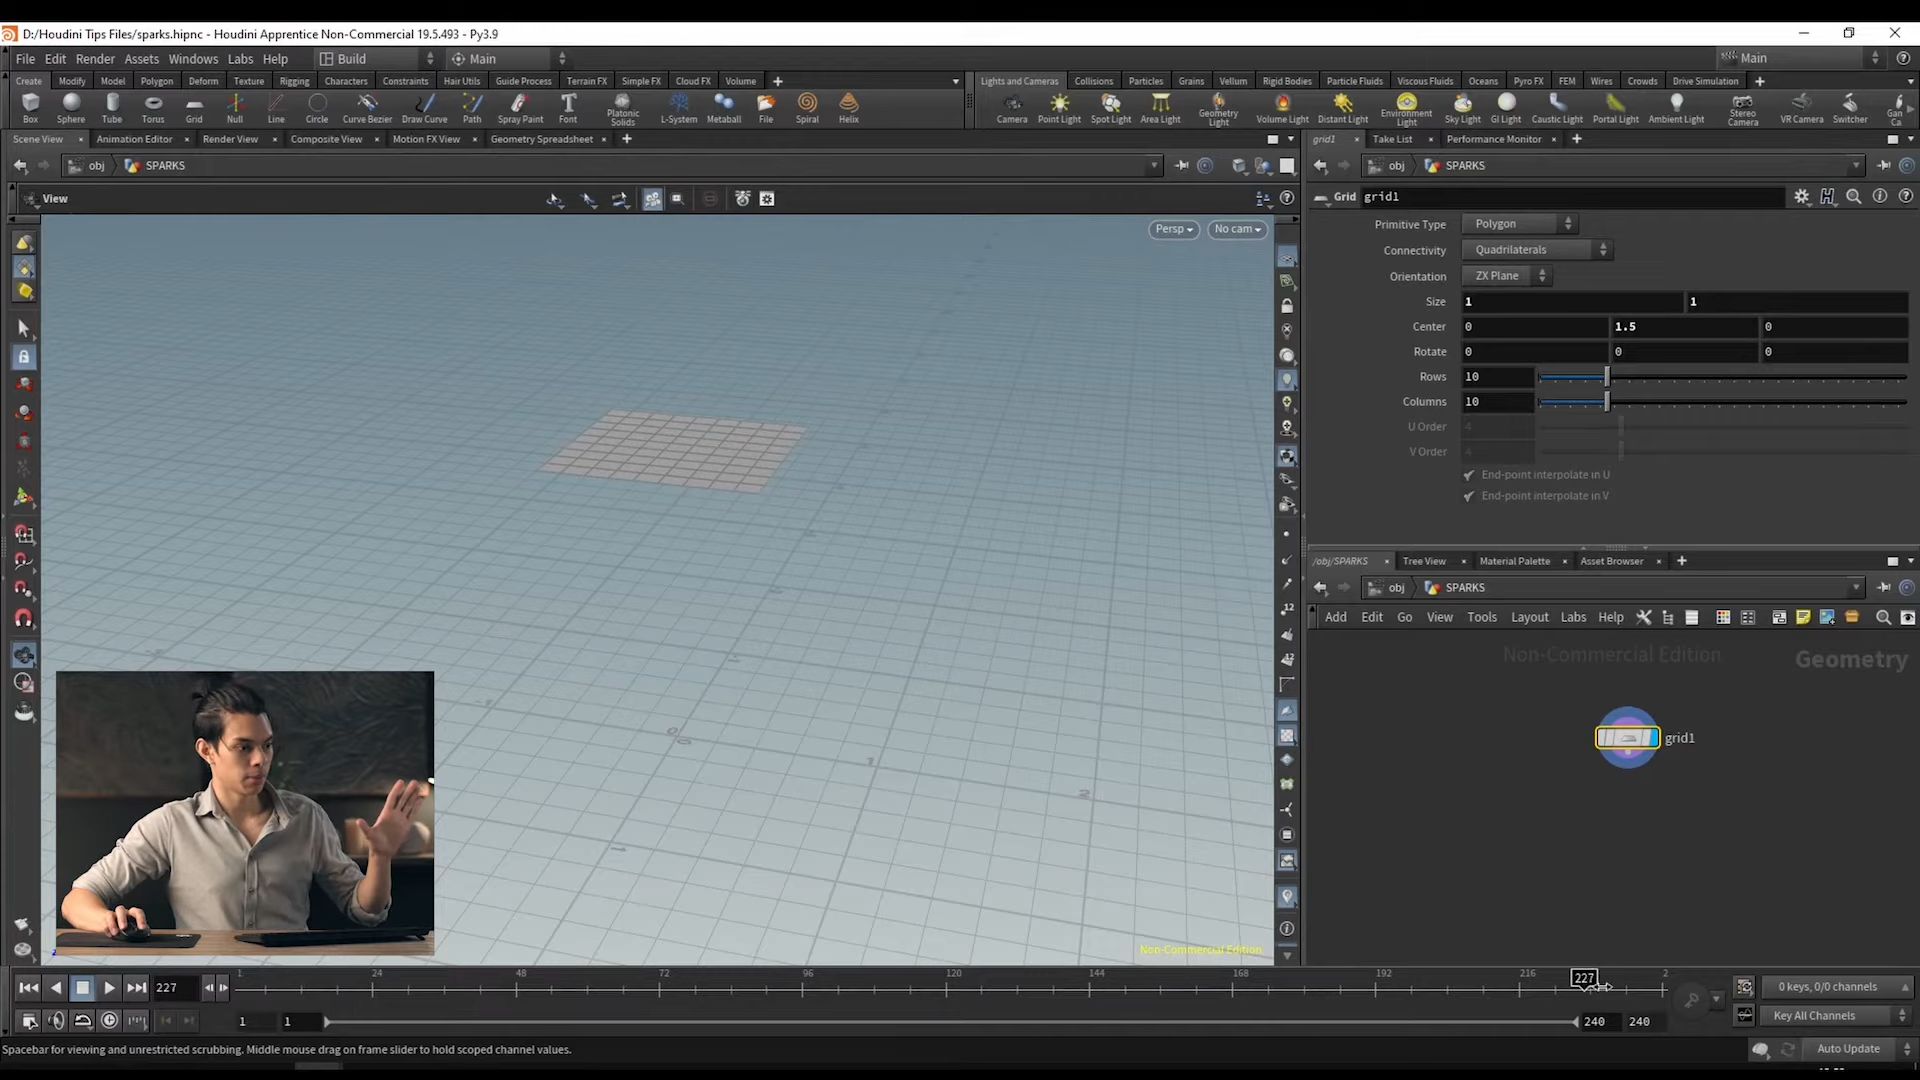 D:/Houdini Tips Files/sparks.hipnc - Houdini Apprentice Non-Commercial 19.5.493 - Py3.9
File Edit Render Assets Windows Labs Help Build Main Main
Create Modify Model Polygon Deform Texture Rigging Characters Constraints Hair Utils Guide Process Terrain FX Simple FX Cloud FX Volume
Lights and Cameras Collisions Particles Grains Vellum Rigid Bodies Particle Fluids Viscous Fluids Oceans Pyro FX FEM Wires Crowds Drive Simulation
Box Sphere Tube Torus Grid Null Line Circle Curve Bezier Draw Curve Path Spray Paint Font Platonic Solids L-System Metaball File Spiral Helix
Camera Point Light Spot Light Area Light Geometry Light Volume Light Distant Light Environment Light Sky Light GI Light Caustic Light Portal Light Ambient Light Stereo Camera VR Camera Switcher
Scene View Animation Editor Render View Composite View Motion FX View Geometry Spreadsheet
grid1 Take List Performance Monitor
obj SPARKS
obj SPARKS
View
Persp No cam
Grid grid1
Primitive Type Polygon
Connectivity Quadrilaterals
Orientation ZX Plane
Size 1 1
Center 0 1.5 0
Rotate 0 0 0
Rows 10
Columns 10
U Order 4
V Order 4
End-point interpolate in U
End-point interpolate in V
/obj/SPARKS Tree View Material Palette Asset Browser
obj SPARKS
Add Edit Go View Tools Layout Labs Help
Non-Commercial Edition
Geometry
grid1
Non-Commercial Edition
1 24 48 72 96 120 144 168 192 216 2
227
227
0 keys, 0/0 channels
1 1 240 240
Key All Channels
Spacebar for viewing and unrestricted scrubbing. Middle mouse drag on frame slider to hold scoped channel values.
Auto Update